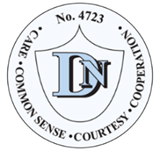 No. 4723
• CARE • COMMON SENSE • COURTESY • COOPERATION •
DN